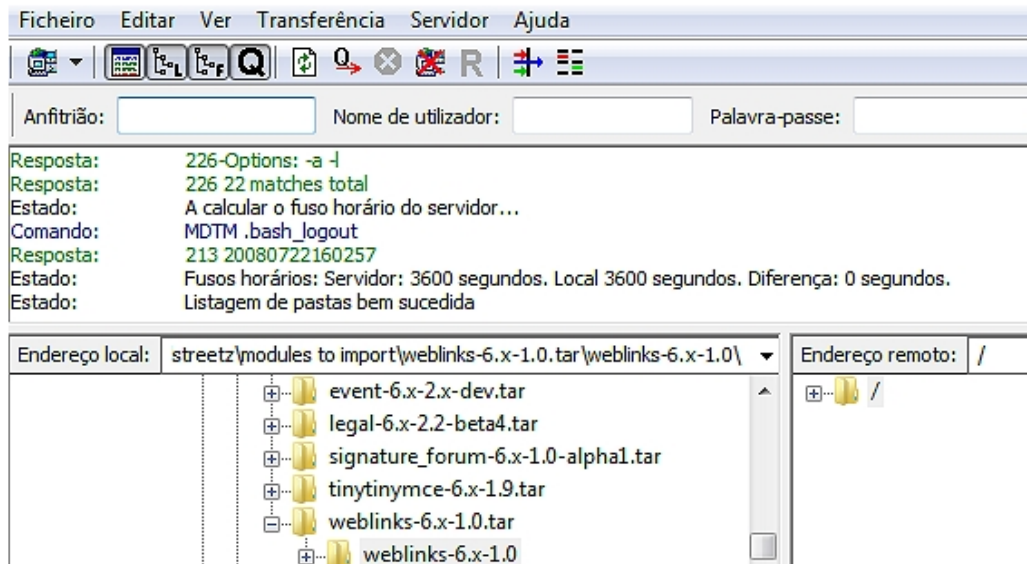 Ficheiro Editar Ver Transferência Servidor Ajuda
Anfitrião: Nome de utilizador: Palavra-passe:
Resposta: 226-Options: -a -l
Resposta: 226 22 matches total
Estado: A calcular o fuso horário do servidor...
Comando: MDTM .bash_logout
Resposta: 213 20080722160257
Estado: Fusos horários: Servidor: 3600 segundos. Local 3600 segundos. Diferença: 0 segundos.
Estado: Listagem de pastas bem sucedida
Endereço local: streetz\modules to import\weblinks-6.x-1.0.tar\weblinks-6.x-1.0\ Endereço remoto: /
event-6.x-2.x-dev.tar /
legal-6.x-2.2-beta4.tar
signature_forum-6.x-1.0-alpha1.tar
tinytinymce-6.x-1.9.tar
weblinks-6.x-1.0.tar
weblinks-6.x-1.0